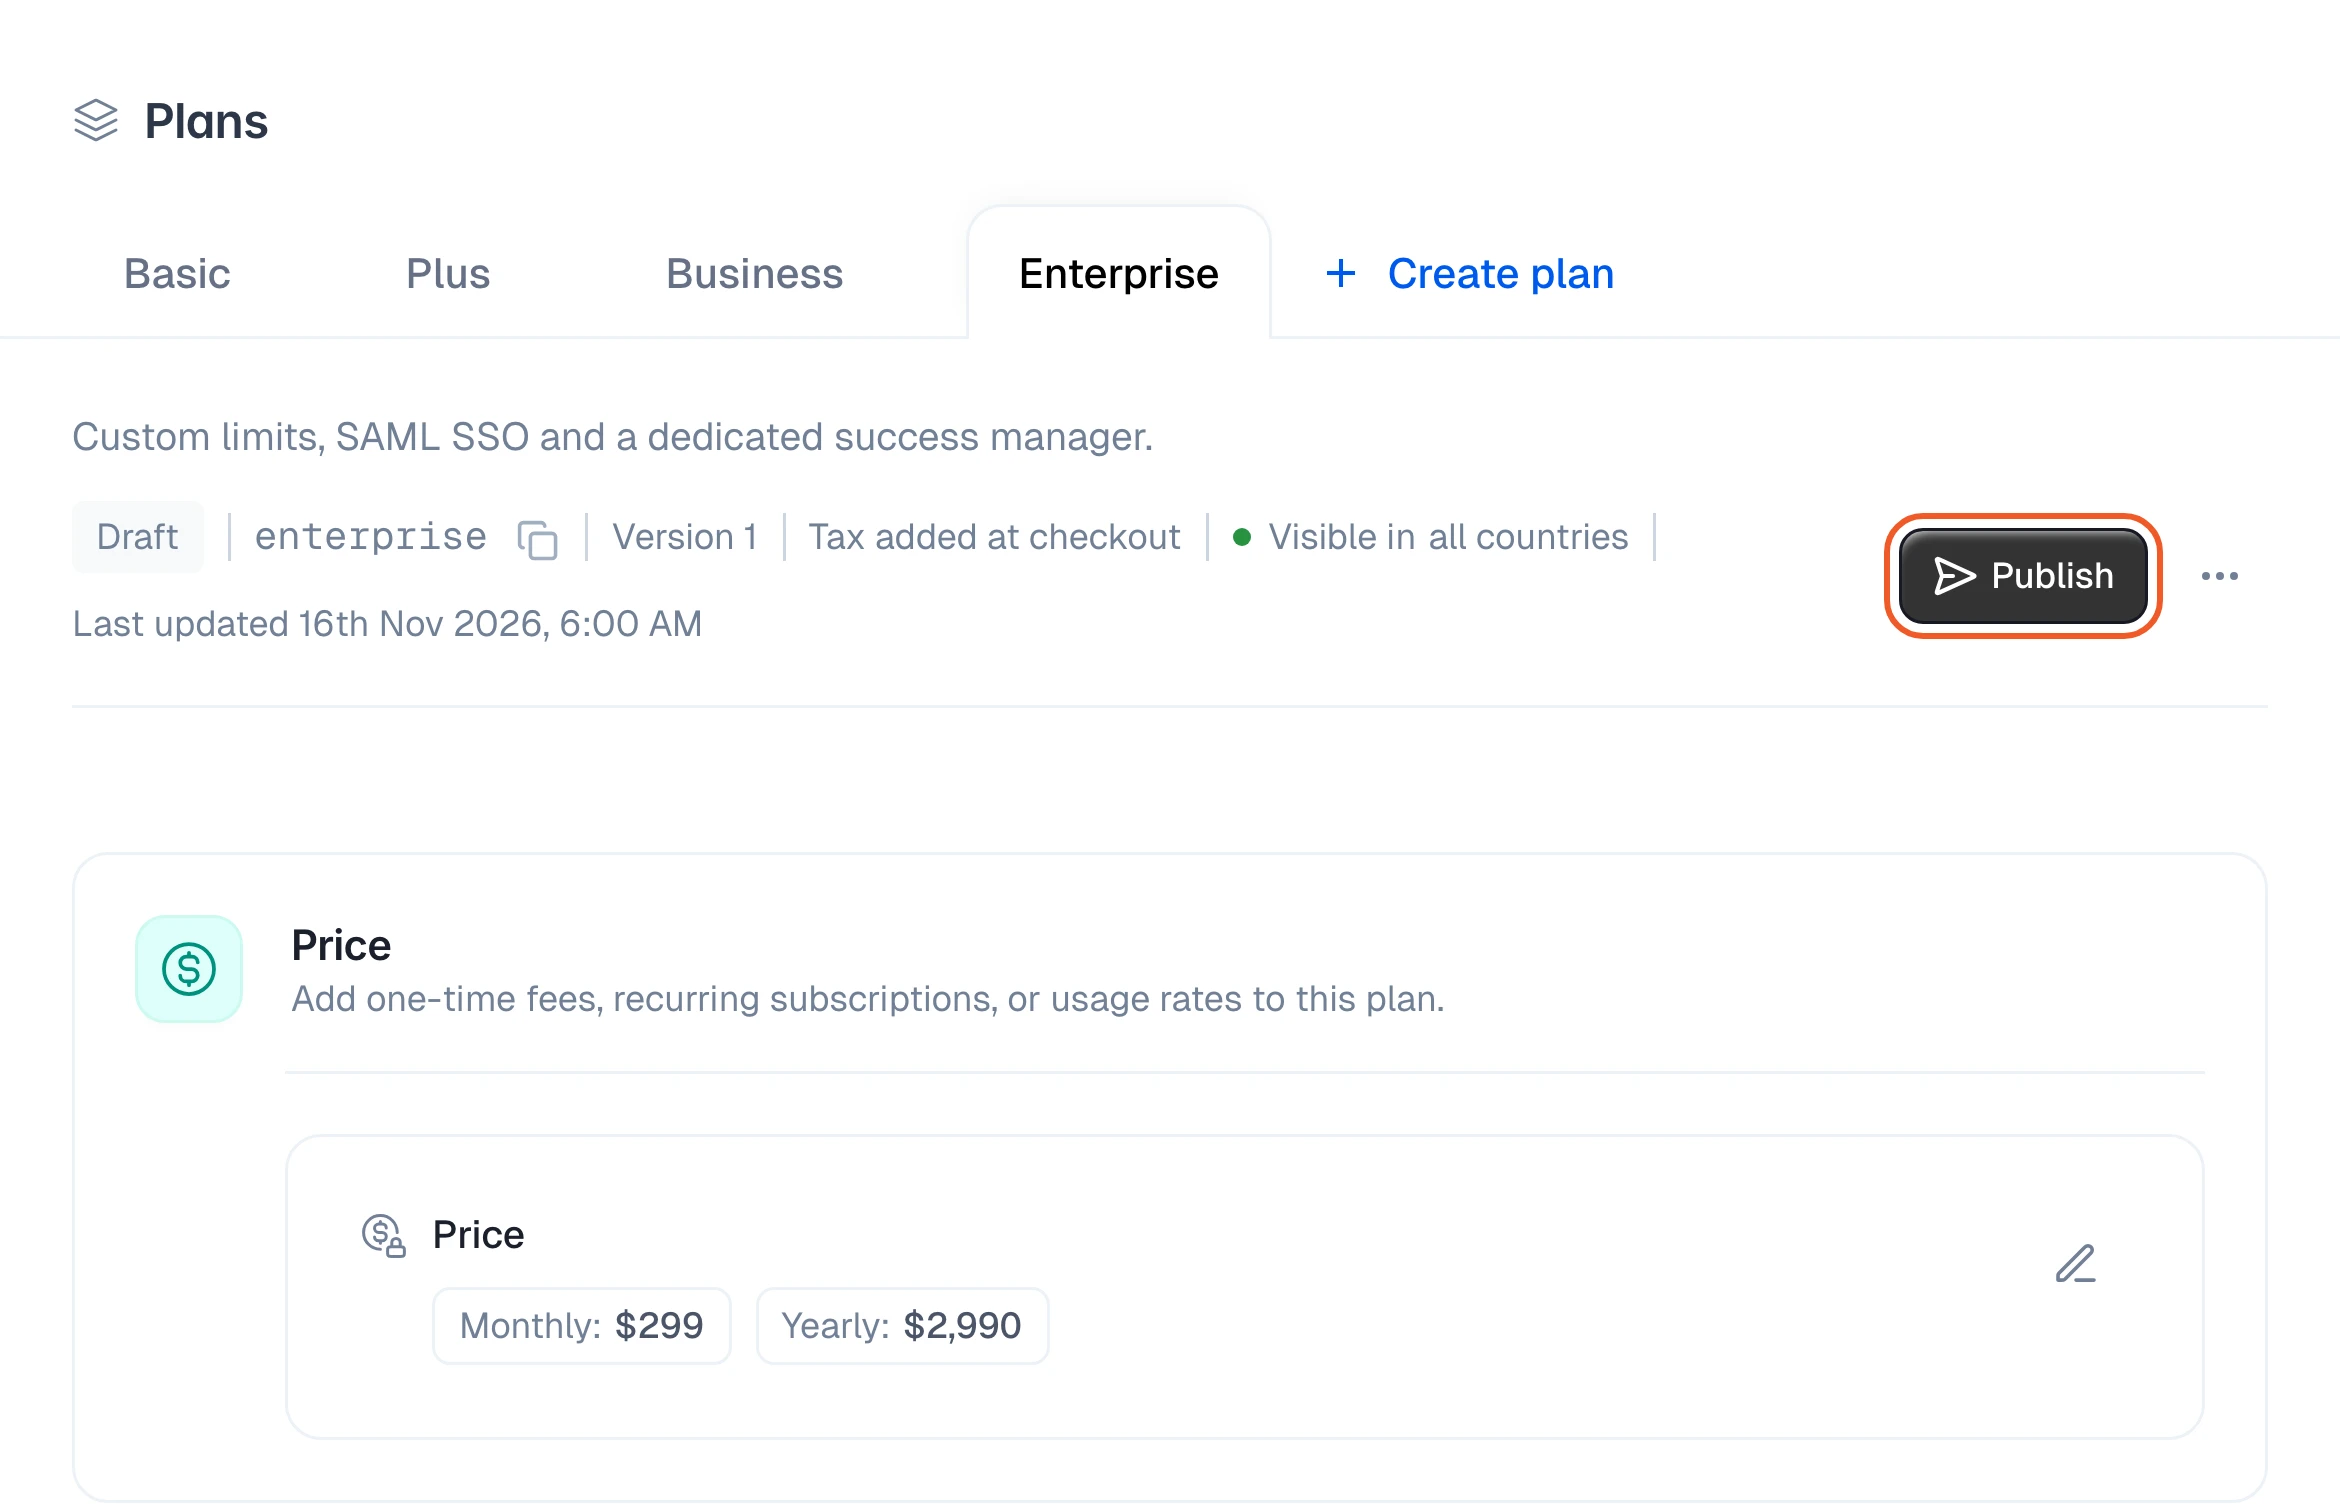 Plans
Basic Plus Business Enterprise + Create plan
Custom limits, SAML SSO and a dedicated success manager.
Draft enterprise Version 1 Tax added at checkout Visible in all countries
Last updated 16th Nov 2026, 6:00 AM
Publish
Price
Add one-time fees, recurring subscriptions, or usage rates to this plan.
Price
Monthly: $299 Yearly: $2,990